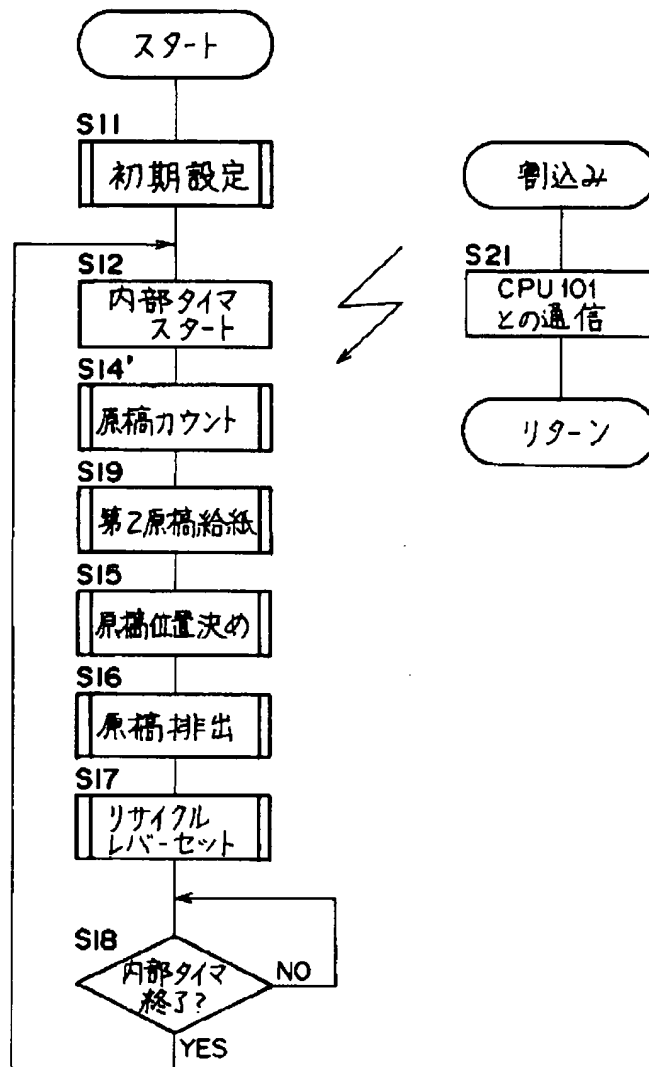 スタート
S11
初期設定
S12
内部タイマ
スタート
S14'
原稿カウント
S19
第2原稿給紙
S15
原稿位置決め
S16
原稿排出
S17
リサイクル
レバーセット
S18
内部タイマ
終了?
NO
YES
割込み
S21
CPU101
との通信
リターン